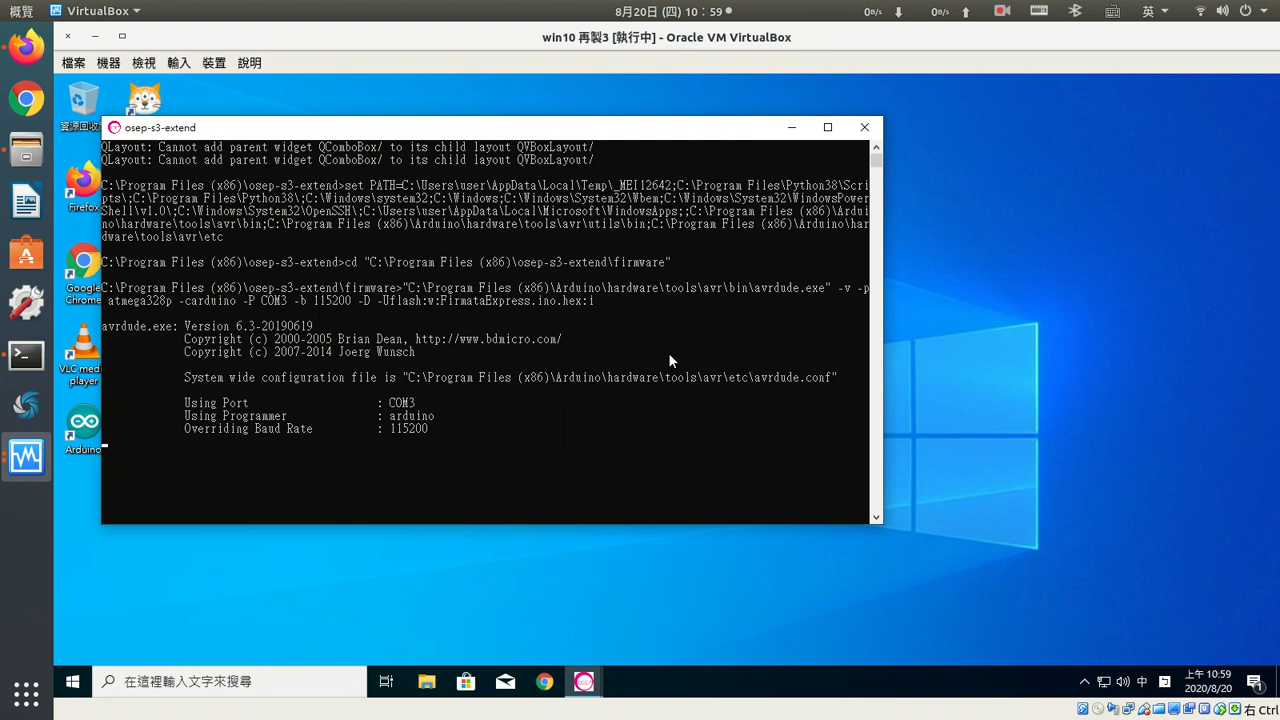 概覽
VirtualBox
8月20日 (四) 10：59
0B/s
0B/s
英
win10 再製3 [執行中] - Oracle VM VirtualBox
檔案 機器 檢視 輸入 裝置 說明
資源回收
Firefox
Google
Chrome
VLC media
player
Arduino
osep-s3-extend
QLayout: Cannot add parent widget QComboBox/ to its child layout QVBoxLayout/
QLayout: Cannot add parent widget QComboBox/ to its child layout QVBoxLayout/
C:\Program Files (x86)\osep-s3-extend>set PATH=C:\Users\user\AppData\Local\Temp\_MEI12642;C:\Program Files\Python38\Scri
pts\;C:\Program Files\Python38\;C:\Windows\system32;C:\Windows;C:\Windows\System32\Wbem;C:\Windows\System32\WindowsPower
Shell\v1.0\;C:\Windows\System32\OpenSSH\;C:\Users\user\AppData\Local\Microsoft\WindowsApps;;C:\Program Files (x86)\Ardui
no\hardware\tools\avr\bin;C:\Program Files (x86)\Arduino\hardware\tools\avr\utils\bin;C:\Program Files (x86)\Arduino\har
dware\tools\avr\etc
C:\Program Files (x86)\osep-s3-extend>cd "C:\Program Files (x86)\osep-s3-extend\firmware"
C:\Program Files (x86)\osep-s3-extend\firmware>"C:\Program Files (x86)\Arduino\hardware\tools\avr\bin\avrdude.exe" -v -p
atmega328p -carduino -P COM3 -b 115200 -D -Uflash:w:FirmataExpress.ino.hex:i
avrdude.exe: Version 6.3-20190619
Copyright (c) 2000-2005 Brian Dean, http://www.bdmicro.com/
Copyright (c) 2007-2014 Joerg Wunsch
System wide configuration file is "C:\Program Files (x86)\Arduino\hardware\tools\avr\etc\avrdude.conf"
Using Port : COM3
Using Programmer : arduino
Overriding Baud Rate : 115200
在這裡輸入文字來搜尋
中
上午 10:59
2020/8/20
1
右 Ctrl